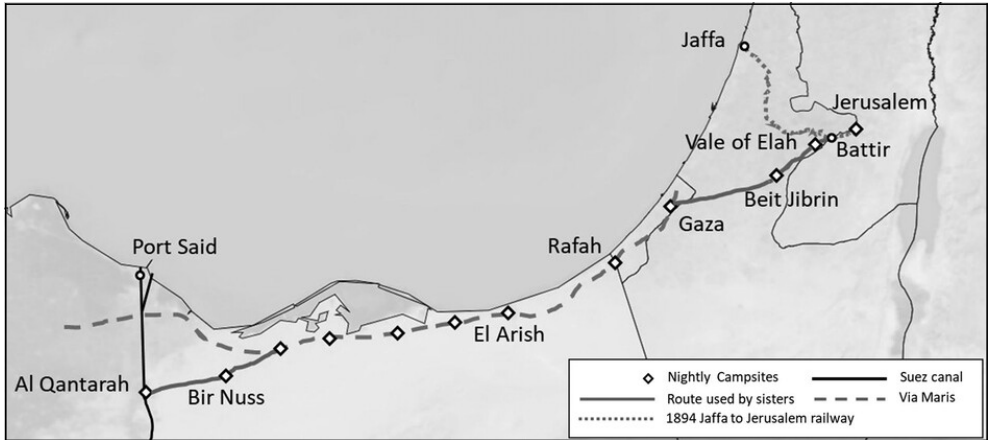 Jaffa
Jerusalem
Vale of Elah
Battir
Beit Jibrin
Gaza
Rafah
Port Said
El Arish
Al Qantarah
Bir Nuss
Nightly Campsites
Suez canal
Route used by sisters
Via Maris
1894 Jaffa to Jerusalem railway